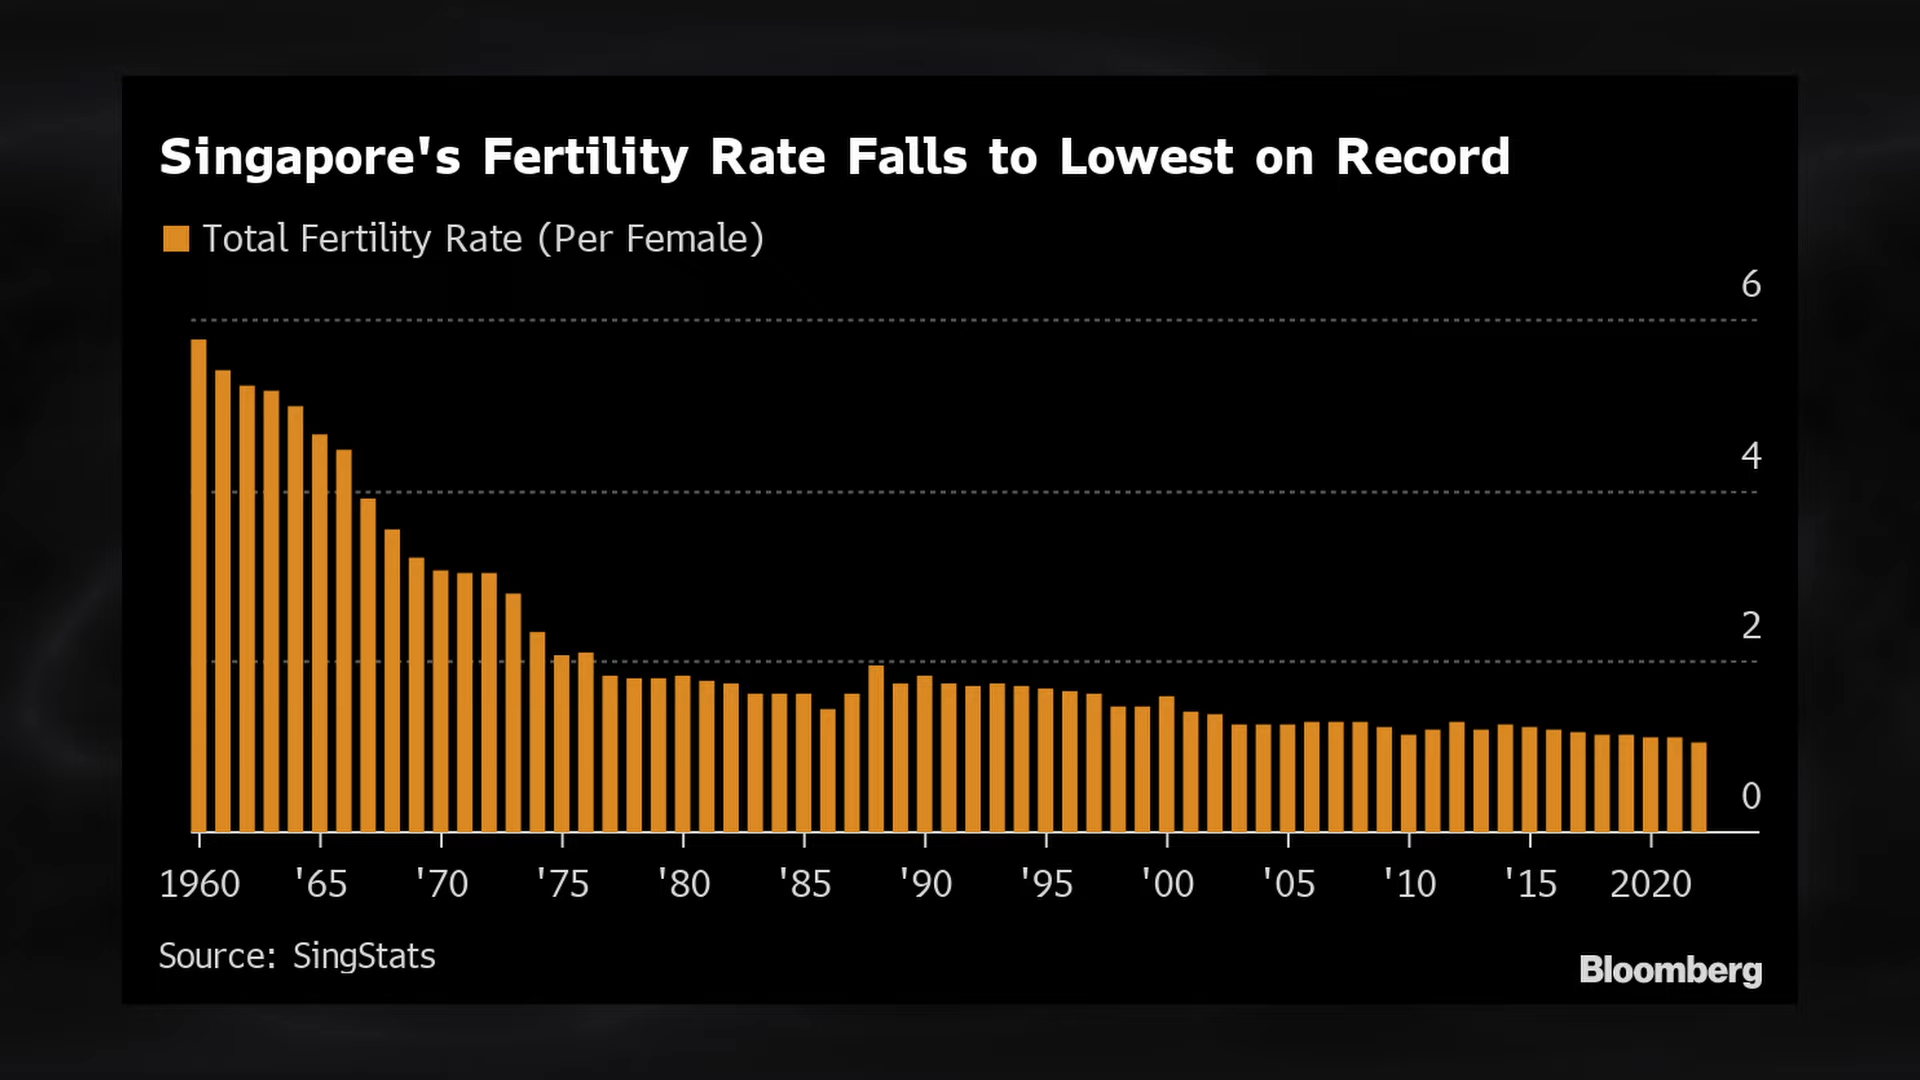 Singapore's Fertility Rate Falls to Lowest on Record
Total Fertility Rate (Per Female)
6
4
2
0
1960 '65 '70 '75 '80 '85 '90 '95 '00 '05 '10 '15 2020
Source: SingStats
Bloomberg